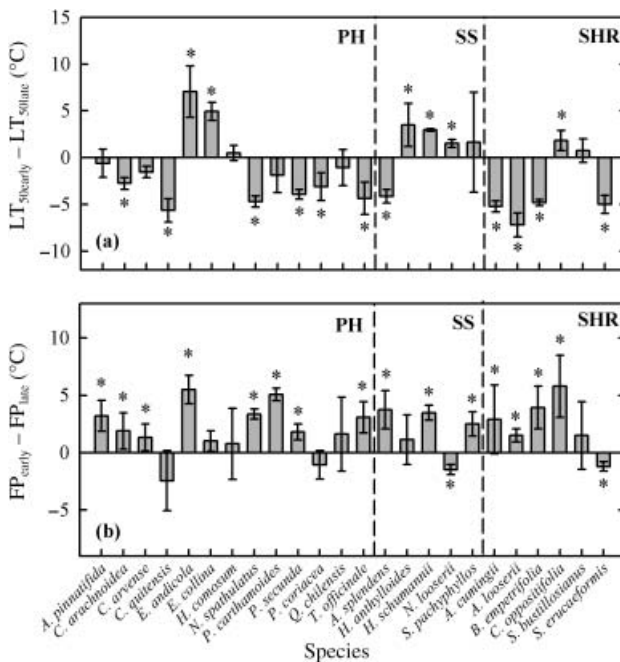 15
10
5
0
−5
−10
LT50early − LT50late (°C)
PH
SS
SHR
* * * * * * * * * * * * * * * * *
(a)
10
5
0
−5
FPearly − FPlate (°C)
PH
SS
SHR
* * * * * * * * * * * * * * * * *
(b)
A. pinnatifida
C. arachnoidea
C. arvense
C. quitensis
E. andicola
E. collina
H. comosum
N. spathulatus
P. carthamoides
P. secunda
P. coriacea
Q. chilensis
T. officinale
A. splendens
H. anthylloides
H. schumannii
N. looserii
S. pachyphyllos
A. cumingii
A. looserii
B. empetrifolia
C. oppositifolia
S. bustillosianus
S. erucaeformis
Species